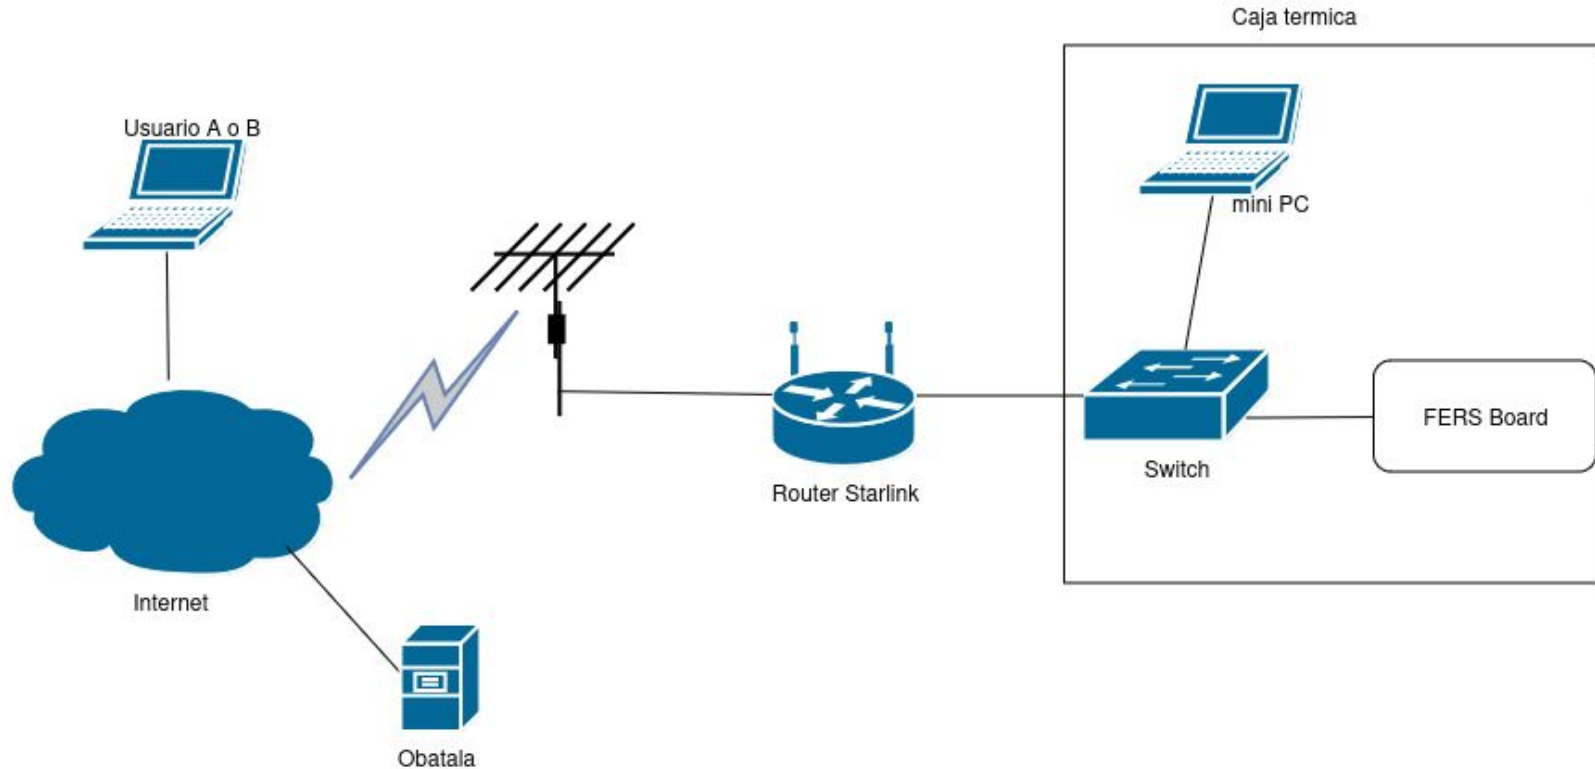 Caja termica
Usuario A o B
mini PC
FERS Board
Switch
Router Starlink
Internet
Obatala